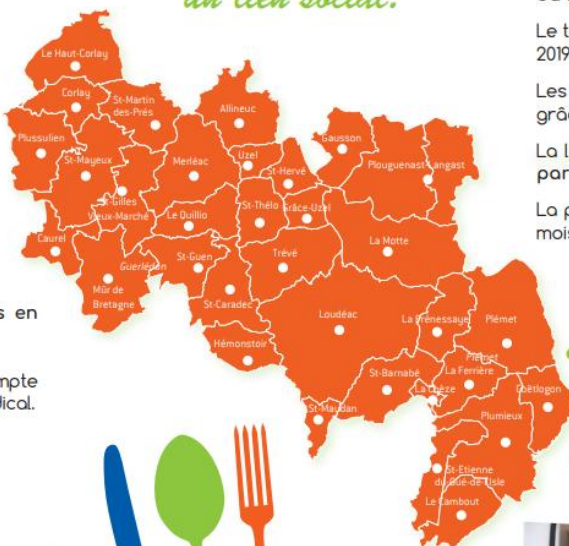 un lien social.
Le t
2019
Les
grâc
La l
par
La p
mois
Le Haut-Corlay
Corlay
St-Martin
des-Prés
Allineuc
Plussulien
St-Mayeux
Merléac
Uzel
St-Hervé
Gausson
Plouguenast-Langast
St-Gilles
Vieux-Marché
Le Quillio
St-Thélo
Grâce-Uzel
Caurel
Guerlédan
St-Guen
Trévé
La Motte
Mûr de
Bretagne
St-Caradec
Hémonstoir
Loudéac
La Prénessaye
Plémet
Plémet
St-Barnabé
La Ferrière
La Chèze
Coëtlogon
St-Maudan
Plumieux
St-Etienne
du-Gué-de-l'Isle
Le Cambout
s en
mpte
dical.